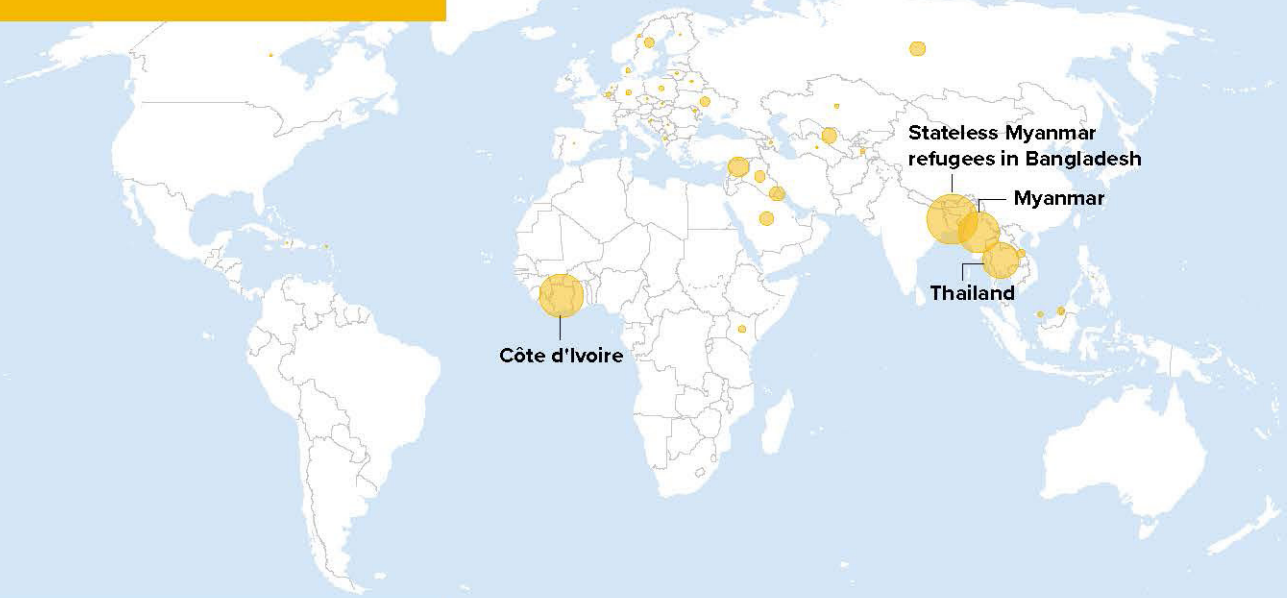 Stateless Myanmar
refugees in Bangladesh
Myanmar
Thailand
Côte d'Ivoire